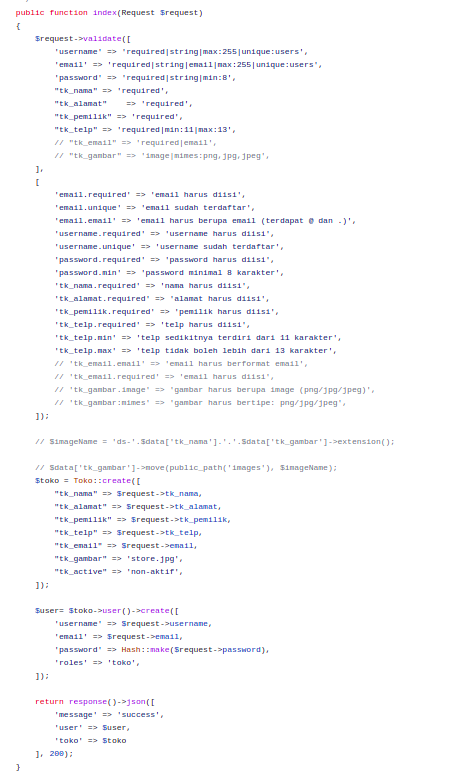 public function index(Request $request)
{
$request->validate([
'username' => 'required|string|max:255|unique:users',
'email' => 'required|string|email|max:255|unique:users',
'password' => 'required|string|min:8',
"tk_nama" => 'required',
"tk_alamat"    => 'required',
"tk_pemilik" => 'required',
"tk_telp" => 'required|min:11|max:13',
// "tk_email" => 'required|email',
// "tk_gambar" => 'image|mimes:png,jpg,jpeg',
],
[
'email.required' => 'email harus diisi',
'email.unique' => 'email sudah terdaftar',
'email.email' => 'email harus berupa email (terdapat @ dan .)',
'username.required' => 'username harus diisi',
'username.unique' => 'username sudah terdaftar',
'password.required' => 'password harus diisi',
'password.min' => 'password minimal 8 karakter',
'tk_nama.required' => 'nama harus diisi',
'tk_alamat.required' => 'alamat harus diisi',
'tk_pemilik.required' => 'pemilik harus diisi',
'tk_telp.required' => 'telp harus diisi',
'tk_telp.min' => 'telp sedikitnya terdiri dari 11 karakter',
'tk_telp.max' => 'telp tidak boleh lebih dari 13 karakter',
// 'tk_email.email' => 'email harus berformat email',
// 'tk_email.required' => 'email harus diisi',
// 'tk_gambar.image' => 'gambar harus berupa image (png/jpg/jpeg)',
// 'tk_gambar:mimes' => 'gambar harus bertipe: png/jpg/jpeg',
]);
// $imageName = 'ds-'.$data['tk_nama'].'.'.$data['tk_gambar']->extension();
// $data['tk_gambar']->move(public_path('images'), $imageName);
$toko = Toko::create([
"tk_nama" => $request->tk_nama,
"tk_alamat" => $request->tk_alamat,
"tk_pemilik" => $request->tk_pemilik,
"tk_telp" => $request->tk_telp,
"tk_email" => $request->email,
"tk_gambar" => 'store.jpg',
"tk_active" => 'non-aktif',
]);
$user= $toko->user()->create([
'username' => $request->username,
'email' => $request->email,
'password' => Hash::make($request->password),
'roles' => 'toko',
]);
return response()->json([
'message' => 'success',
'user' => $user,
'toko' => $toko
], 200);
}